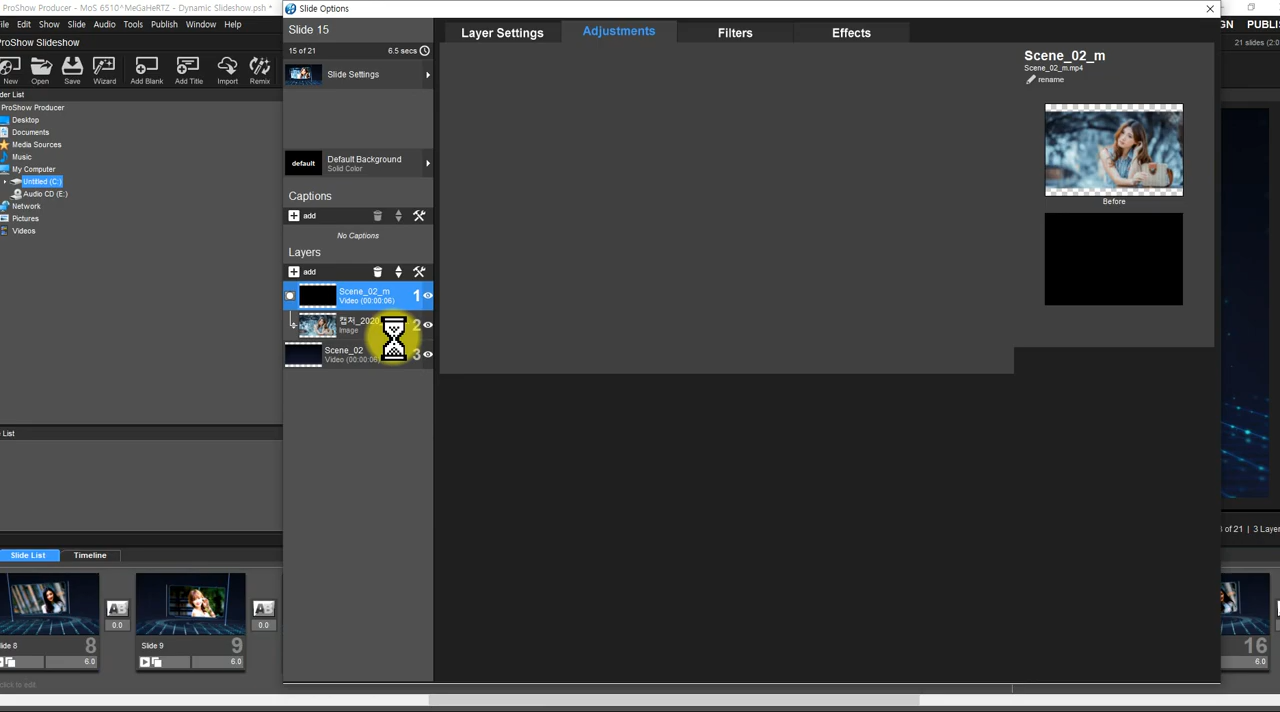 ProShow Producer - MoS 6510^MeGaHeRTZ - Dynamic Slideshow.psh *
Edit Show Slide Audio Tools Publish Window Help
ProShow Slideshow
New Open Save Wizard Add Blank Add Title Import Remix
ProShow Producer
Desktop
Documents
Media Sources
Music
My Computer
Untitled (C:)
Audio CD (E:)
Network
Pictures
Videos
Slide List Timeline
8
0.0
Slide 9 9
0.0
6.0
6.0
Slide Options
Slide 15
15 of 21 6.5 secs
Slide Settings
default
Default Background
Solid Color
Captions
add
No Captions
Layers
add
Scene_02_m
Video (00:00:06)
1
캡처_2020
Image
2
Scene_02
Video (00:00:06)
3
Layer Settings Adjustments Filters Effects
Scene_02_m
Scene_02_m.mp4
rename
Before
21 slides (2:0
of 21 | 3 Layer
16
6.0